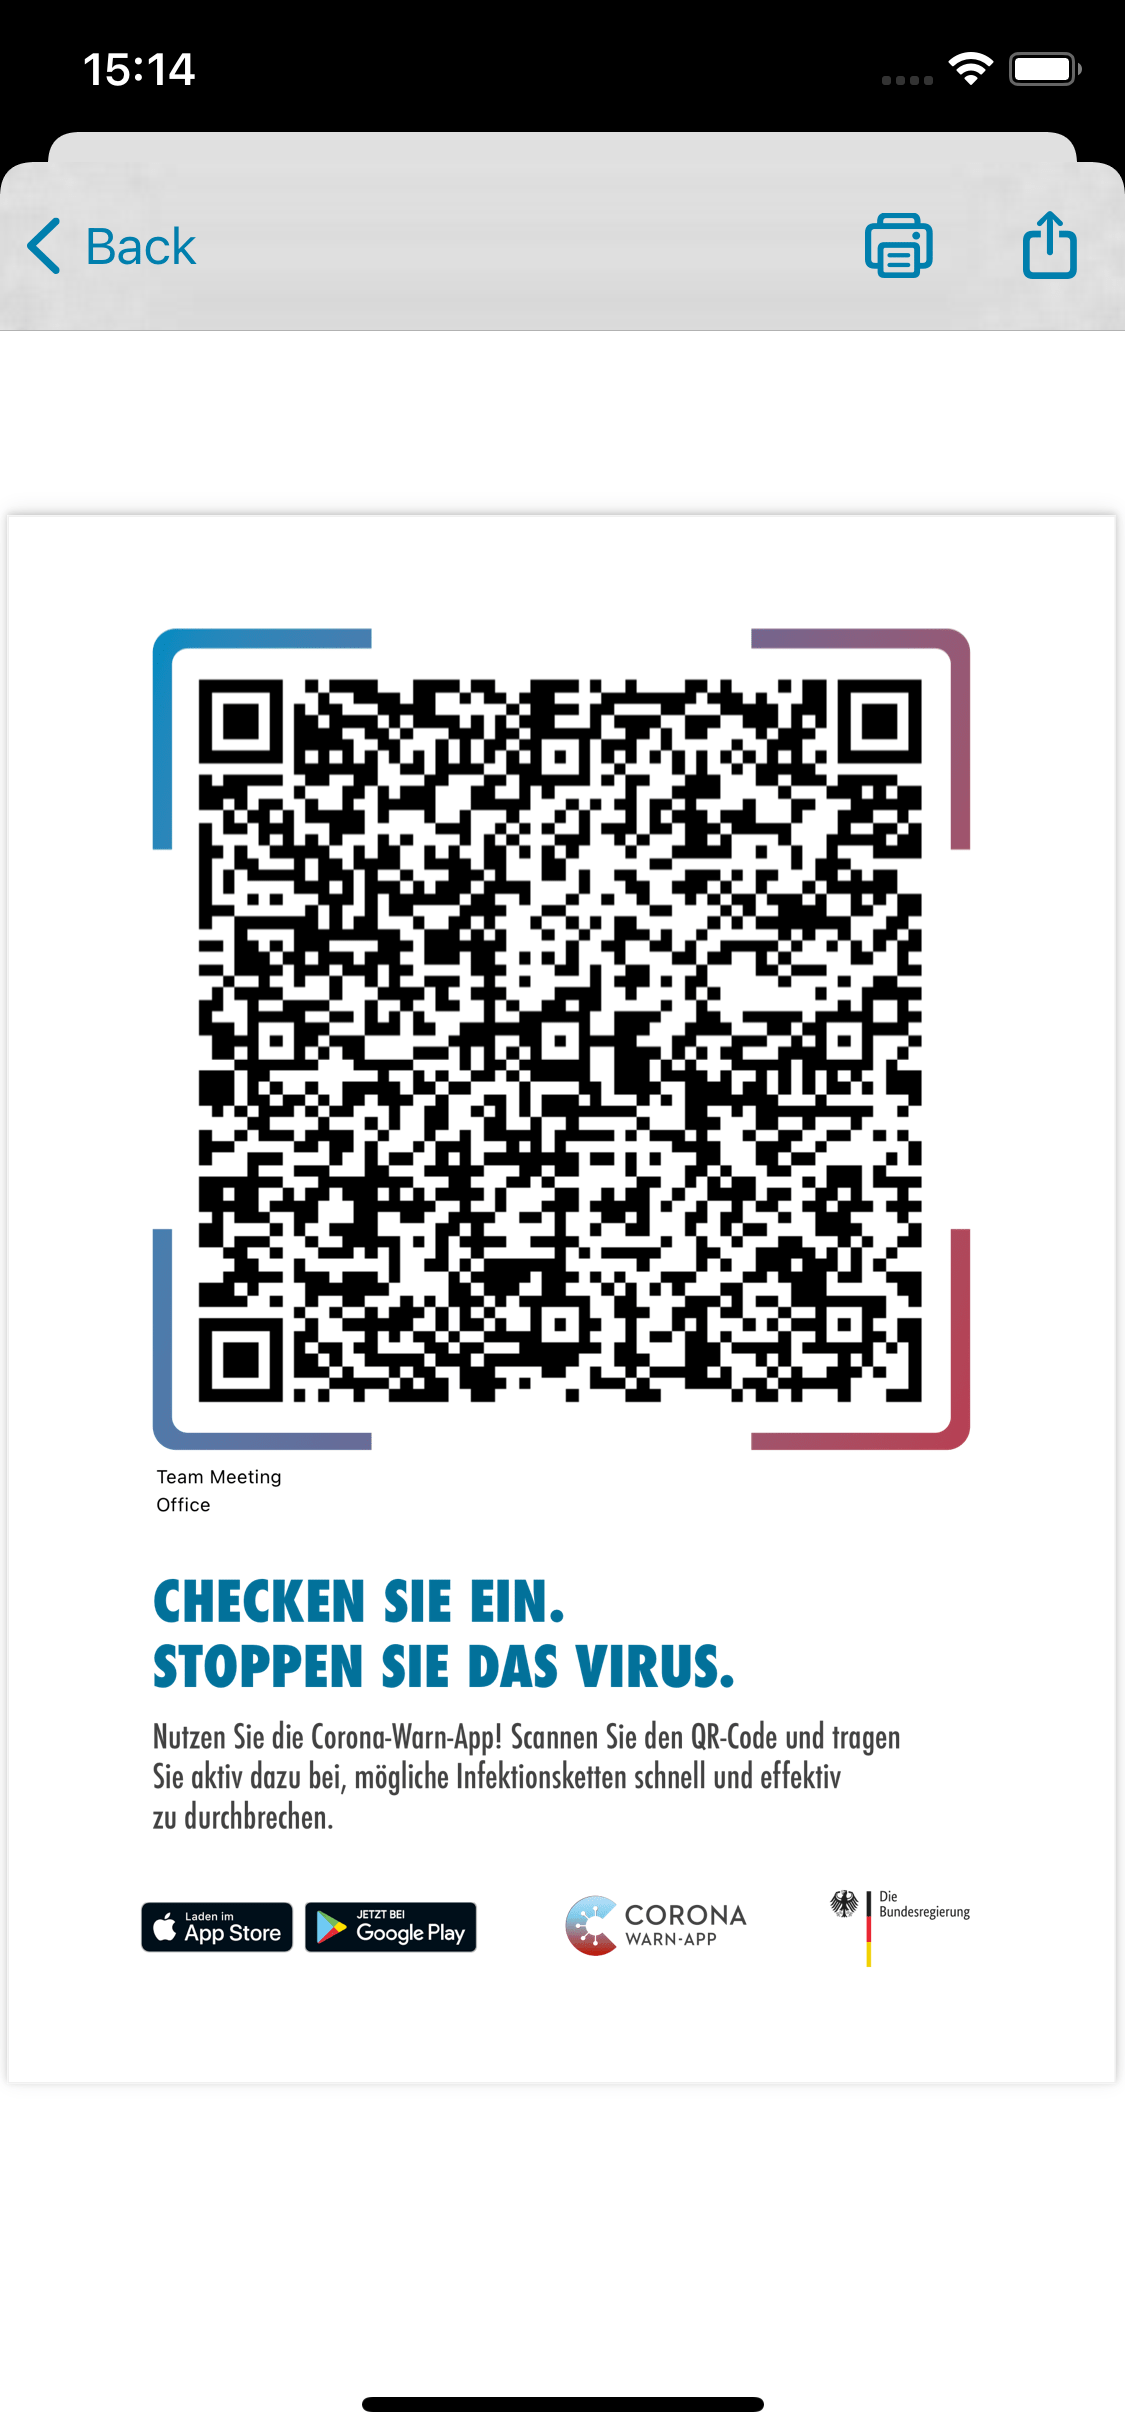 15:14
Back
Team Meeting
Office
CHECKEN SIE EIN.
STOPPEN SIE DAS VIRUS.
Nutzen Sie die Corona-Warn-App! Scannen Sie den QR-Code und tragen
Sie aktiv dazu bei, mögliche Infektionsketten schnell und effektiv
zu durchbrechen.
Laden im
App Store
JETZT BEI
Google Play
CORONA
WARN-APP
Die
Bundesregierung